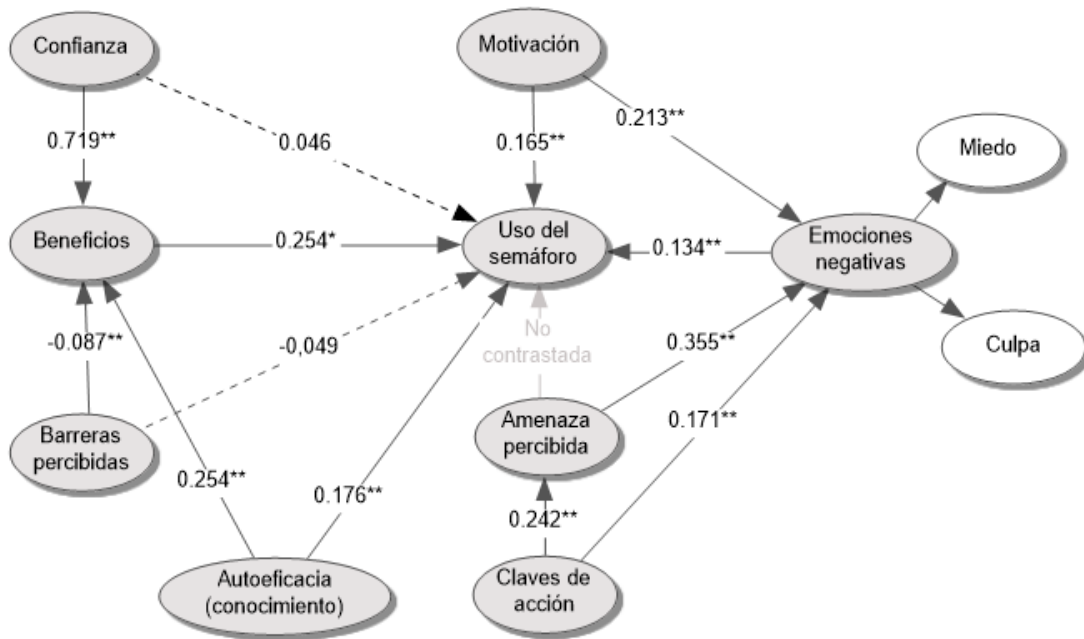 Confianza
Motivación
0.719**
0.046
0.165**
0.213**
Miedo
Beneficios
0.254*
Uso del
semáforo
0.134**
Emociones
negativas
-0.087**
-0,049
No
contrastada
0.355**
Culpa
Barreras
percibidas
Amenaza
percibida
0.171**
0.254**
0.176**
0.242**
Autoeficacia
(conocimiento)
Claves de
acción